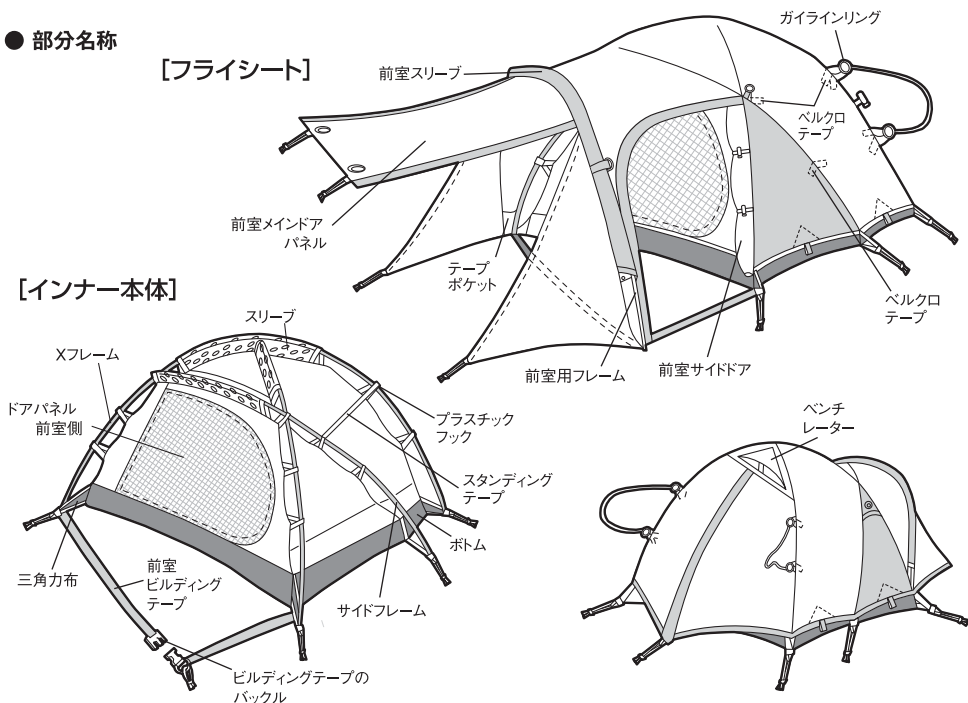 ● 部分名称
[フライシート]
ガイラインリング
前室スリーブ
ベルクロ
テープ
前室メインドア
パネル
テープ
ポケット
ベルクロ
テープ
前室用フレーム
前室サイドドア
[インナー本体]
スリーブ
Xフレーム
ドアパネル
前室側
プラスチック
フック
スタンディング
テープ
ボトム
三角力布
前室
ビルディング
テープ
サイドフレーム
ビルディングテープの
バックル
ベンチ
レーター